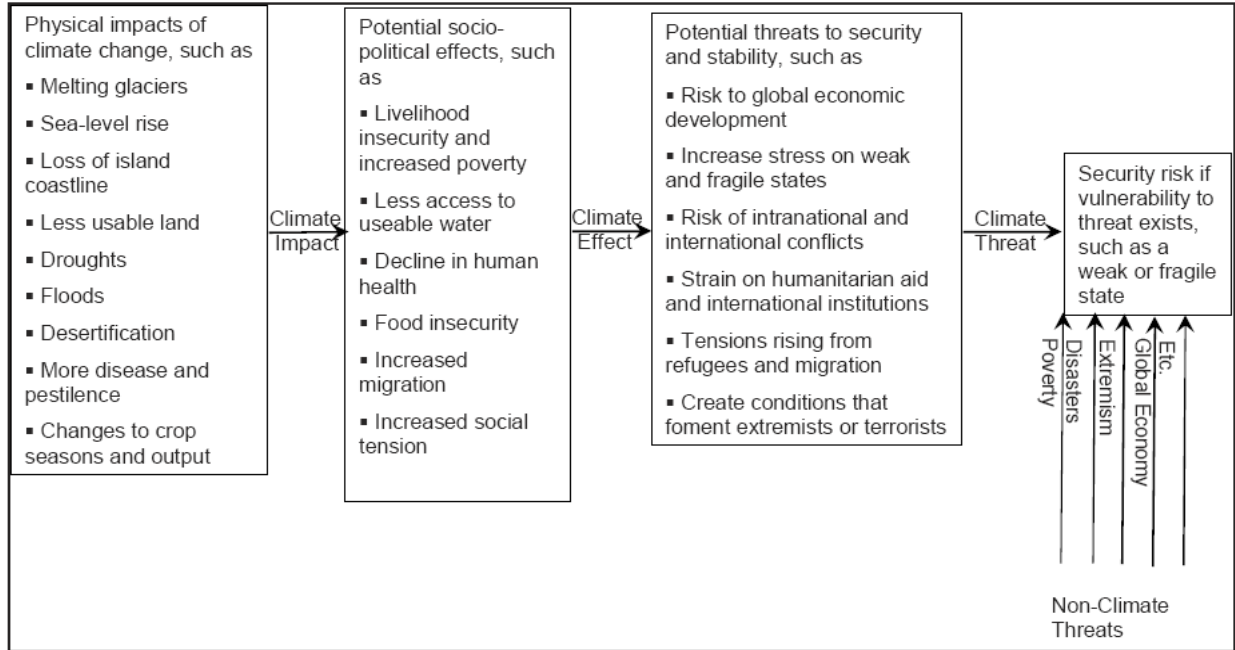 Physical impacts of
climate change, such as
▪ Melting glaciers
▪ Sea-level rise
▪ Loss of island
coastline
▪ Less usable land
▪ Droughts
▪ Floods
▪ Desertification
▪ More disease and
pestilence
▪ Changes to crop
seasons and output
Climate
Impact
Potential socio-
political effects, such
as
▪ Livelihood
insecurity and
increased poverty
▪ Less access to
useable water
▪ Decline in human
health
▪ Food insecurity
▪ Increased
migration
▪ Increased social
tension
Climate
Effect
Potential threats to security
and stability, such as
▪ Risk to global economic
development
▪ Increase stress on weak
and fragile states
▪ Risk of intranational and
international conflicts
▪ Strain on humanitarian aid
and international institutions
▪ Tensions rising from
refugees and migration
▪ Create conditions that
foment extremists or terrorists
Climate
Threat
Security risk if
vulnerability to
threat exists,
such as a
weak or fragile
state
Poverty
Disasters
Extremism
Global Economy
Etc.
Non-Climate
Threats